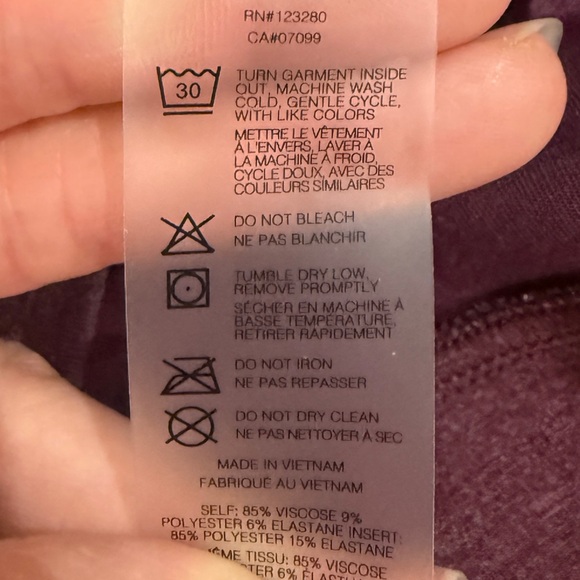 RN#123280
CA#07099
30
TURN GARMENT INSIDE
OUT, MACHINE WASH
COLD, GENTLE CYCLE,
WITH LIKE COLORS
METTRE LE VÊTEMENT
À L'ENVERS, LAVER À
LA MACHINE À FROID,
CYCLE DOUX, AVEC DES
COULEURS SIMILAIRES
DO NOT BLEACH
NE PAS BLANCHIR
TUMBLE DRY LOW,
REMOVE PROMPTLY
SÉCHER EN MACHINE À
BASSE TEMPÉRATURE,
RETIRER RAPIDEMENT
DO NOT IRON
NE PAS REPASSER
DO NOT DRY CLEAN
NE PAS NETTOYER À SEC
MADE IN VIETNAM
FABRIQUÉ AU VIETNAM
SELF: 85% VISCOSE 9%
POLYESTER 6% ELASTANE INSERT:
85% POLYESTER 15% ELASTANE
TISSU: 85% VISCOSE
6%